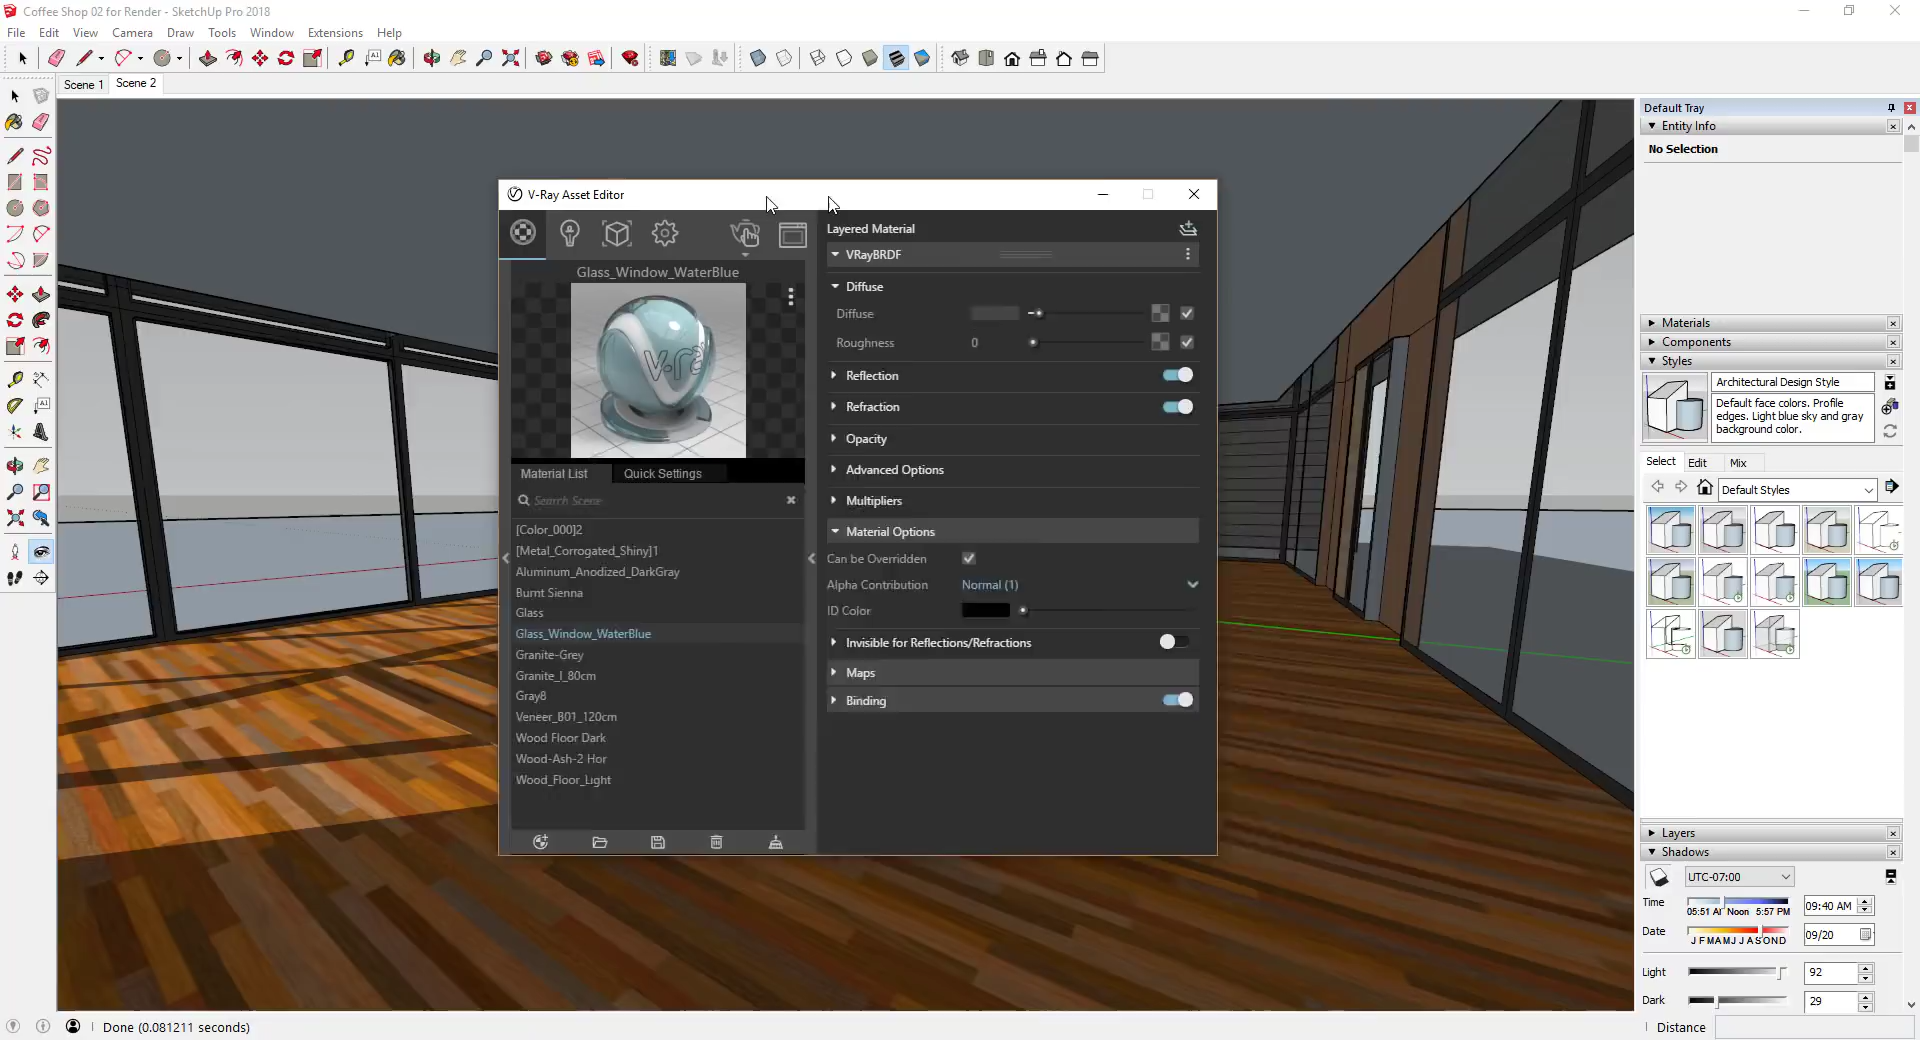 Coffee Shop 02 for Render - SketchUp Pro 2018
File Edit View Camera Draw Tools Window Extensions Help
Scene 1 Scene 2
Default Tray
Entity Info
No Selection
Materials
Components
Styles
Architectural Design Style
Default face colors. Profile
edges. Light blue sky and gray
background color.
Select Edit Mix
Default Styles
Layers
Shadows
UTC-07:00
Time 09:40 AM
05:51 AM Noon 5:57 PM
Date 09/20
J F M A M J J A S O N D
Light 92
Dark 29
V-Ray Asset Editor
Glass_Window_WaterBlue
v-ra
Material List Quick Settings
Search Scene
[Color_000]2
[Metal_Corrogated_Shiny]1
Aluminum_Anodized_DarkGray
Burnt Sienna
Glass
Glass_Window_WaterBlue
Granite-Grey
Granite_I_80cm
Gray8
Veneer_B01_120cm
Wood Floor Dark
Wood-Ash-2 Hor
Wood_Floor_Light
Layered Material
VRayBRDF
Diffuse
Diffuse
Roughness 0
Reflection
Refraction
Opacity
Advanced Options
Multipliers
Material Options
Can be Overridden
Alpha Contribution Normal (1)
ID Color
Invisible for Reflections/Refractions
Maps
Binding
Done (0.081211 seconds)
Distance